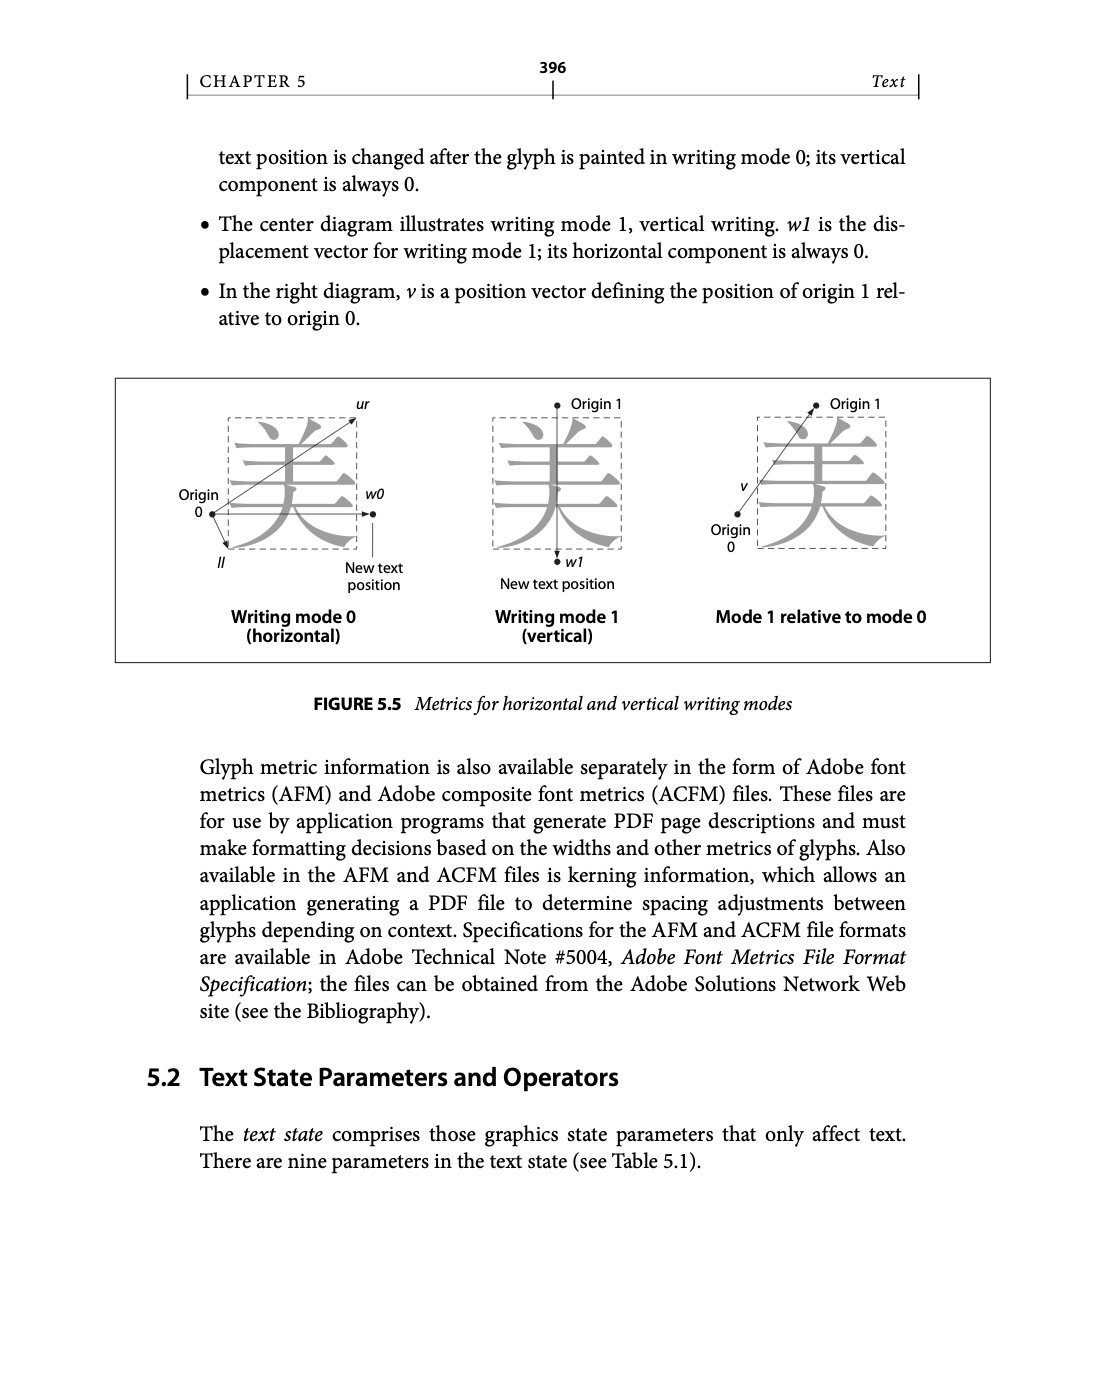 CHAPTER 5
396
Text
text position is changed after the glyph is painted in writing mode 0; its vertical
component is always 0.
• The center diagram illustrates writing mode 1, vertical writing. w1 is the dis-
placement vector for writing mode 1; its horizontal component is always 0.
• In the right diagram, v is a position vector defining the position of origin 1 rel-
ative to origin 0.
ur
美
Origin
0
w0
ll
New text
position
Writing mode 0
(horizontal)
Origin 1
美
w1
New text position
Writing mode 1
(vertical)
Origin 1
美
v
Origin
0
Mode 1 relative to mode 0
FIGURE 5.5 Metrics for horizontal and vertical writing modes
Glyph metric information is also available separately in the form of Adobe font
metrics (AFM) and Adobe composite font metrics (ACFM) files. These files are
for use by application programs that generate PDF page descriptions and must
make formatting decisions based on the widths and other metrics of glyphs. Also
available in the AFM and ACFM files is kerning information, which allows an
application generating a PDF file to determine spacing adjustments between
glyphs depending on context. Specifications for the AFM and ACFM file formats
are available in Adobe Technical Note #5004, Adobe Font Metrics File Format
Specification; the files can be obtained from the Adobe Solutions Network Web
site (see the Bibliography).
5.2 Text State Parameters and Operators
The text state comprises those graphics state parameters that only affect text.
There are nine parameters in the text state (see Table 5.1).